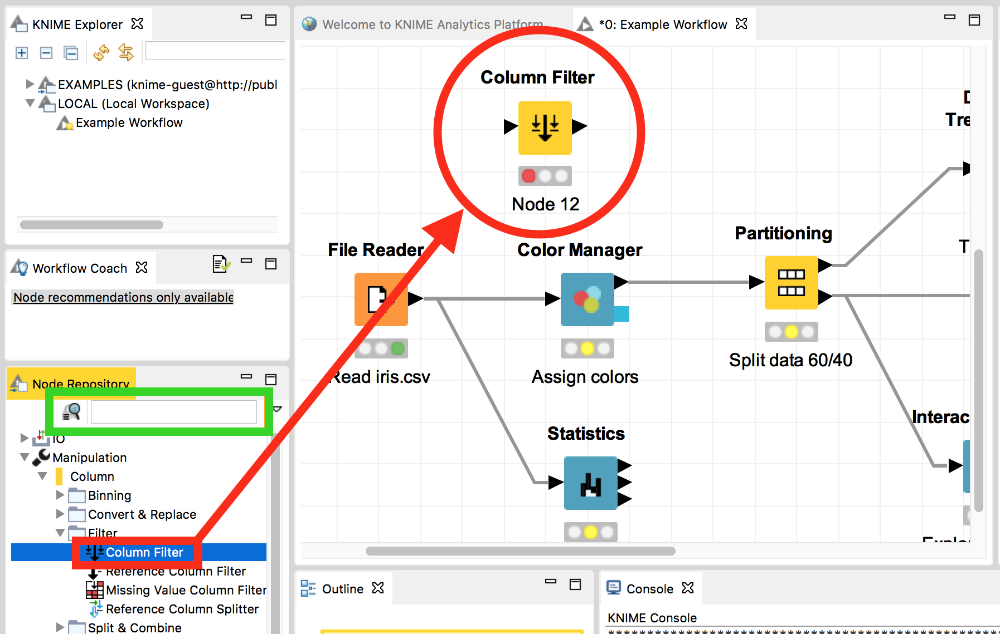 KNIME Explorer
EXAMPLES (knime-guest@http://publ
LOCAL (Local Workspace)
Example Workflow
Workflow Coach
Node recommendations only available
Node Repository
IO
Manipulation
Column
Binning
Convert & Replace
Filter
Column Filter
Reference Column Filter
Missing Value Column Filter
Reference Column Splitter
Split & Combine
Welcome to KNIME Analytics Platform
*0: Example Workflow
Column Filter
Node 12
File Reader
Read iris.csv
Color Manager
Assign colors
Partitioning
Split data 60/40
Statistics
D
Tre
T
Interac
Outline
Console
KNIME Console